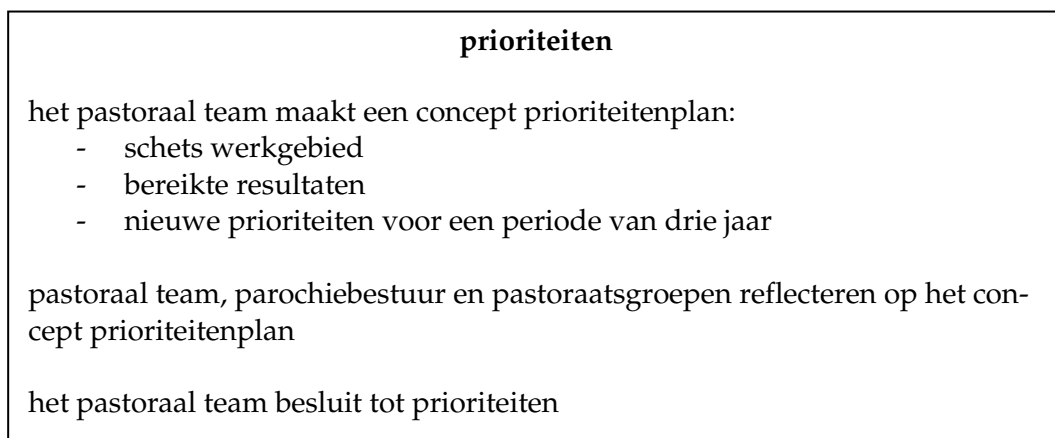 prioriteiten
het pastoraal team maakt een concept prioriteitenplan:
- schets werkgebied
- bereikte resultaten
- nieuwe prioriteiten voor een periode van drie jaar
pastoraal team, parochiebestuur en pastoraatsgroepen reflecteren op het con-
cept prioriteitenplan
het pastoraal team besluit tot prioriteiten